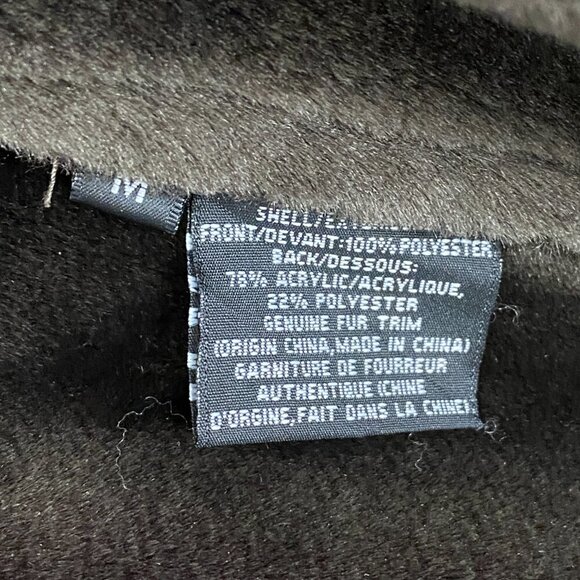 M
SHELL/
FRONT/DEVANT:100% POLYESTER
BACK/DESSOUS:
78% ACRYLIC/ACRYLIQUE,
22% POLYESTER
GENUINE FUR TRIM
(ORIGIN CHINA,MADE IN CHINA)
GARNITURE DE FOURREUR
AUTHENTIQUE (CHINE
D'ORGINE,FAIT DANS LA CHINE)